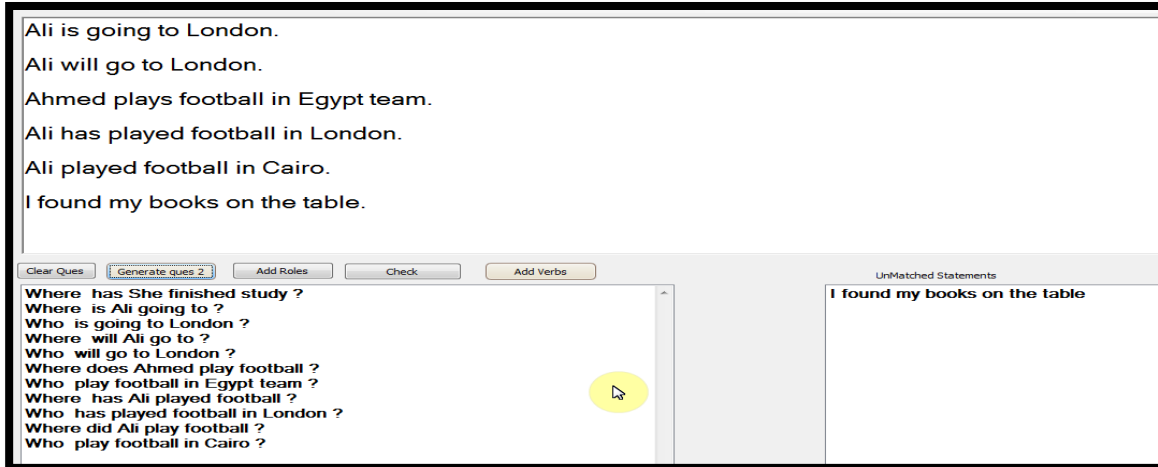 Ali is going to London.
Ali will go to London.
Ahmed plays football in Egypt team.
Ali has played football in London.
Ali played football in Cairo.
I found my books on the table.
Clear Ques Generate ques 2 Add Roles Check Add Verbs UnMatched Statements
Where has She finished study ?
Where is Ali going to ?
Who is going to London ?
Where will Ali go to ?
Who will go to London ?
Where does Ahmed play football ?
Who play football in Egypt team ?
Where has Ali played football ?
Who has played football in London ?
Where did Ali play football ?
Who play football in Cairo ?
I found my books on the table